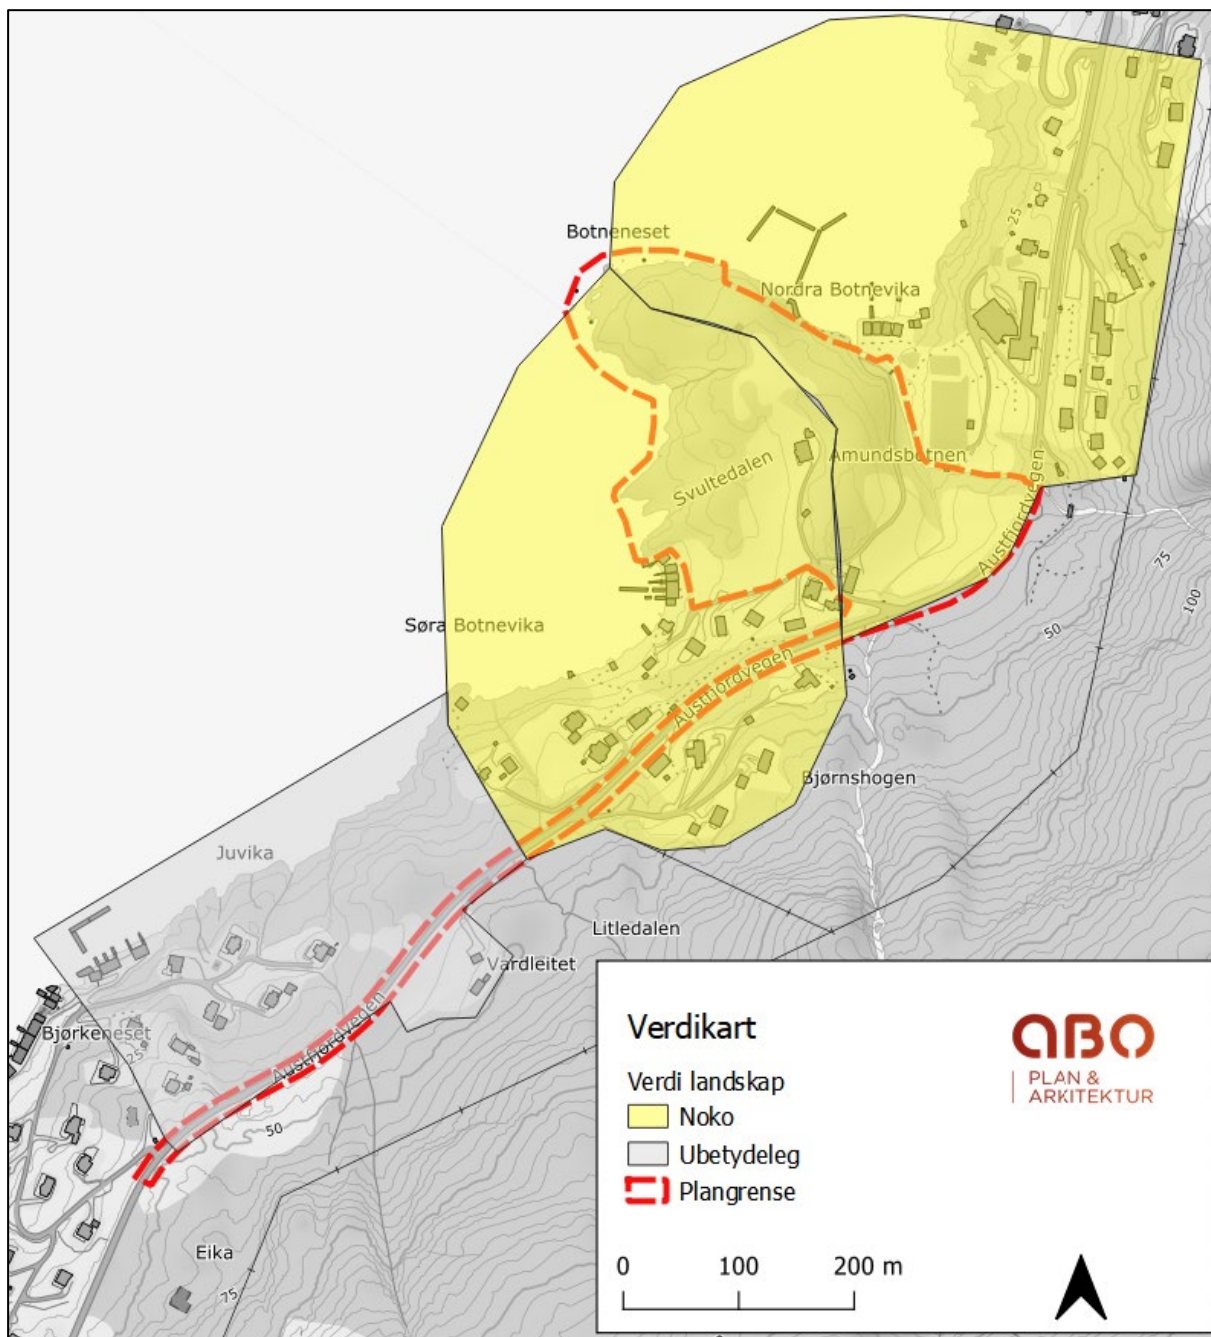 Botneneset
25
Nordra Botnevika
Amundsbotnen
Svultedalen
Austfjordvegen
75
100
50
Søra Botnevika
Austfjordvegen
Bjørnshogen
Juvika
Litledalen
Vardleitet
Bjørkeneset
25
Austfjordvegen
50
Eika
75
Verdikart
Verdi landskap
Noko
Ubetydeleg
Plangrense
0 100 200 m
ABO
PLAN &
ARKITEKTUR